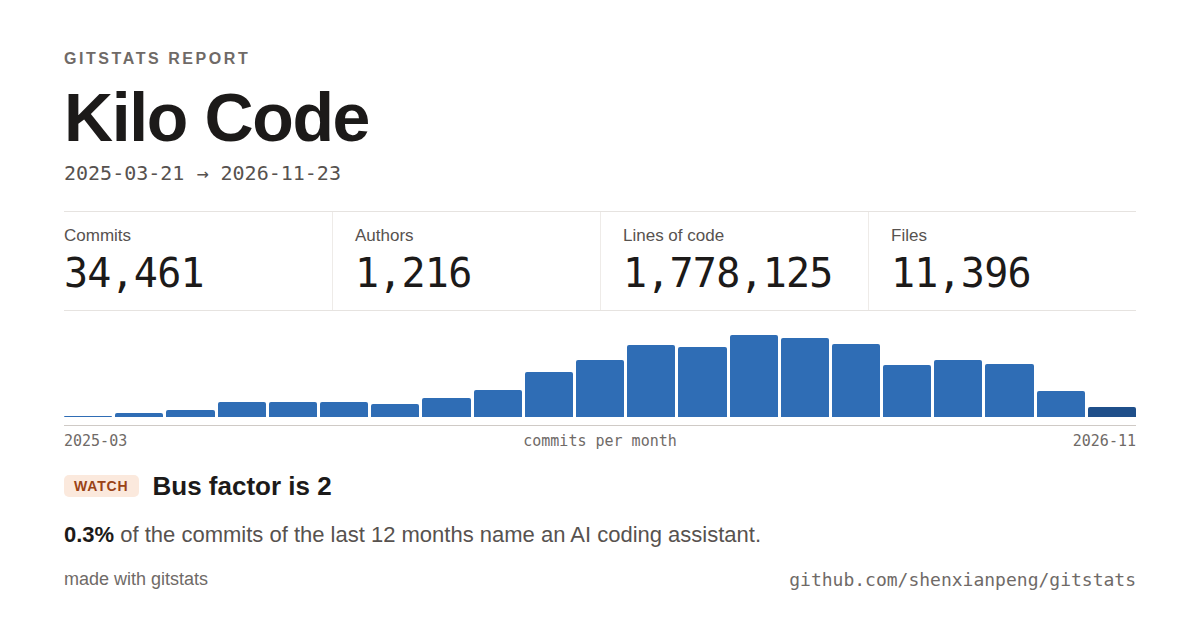 GITSTATS REPORT
Kilo Code
2025-03-21 → 2026-11-23
Commits
34,461
Authors
1,216
Lines of code
1,778,125
Files
11,396
2025-03
commits per month
2026-11
WATCH Bus factor is 2
0.3% of the commits of the last 12 months name an AI coding assistant.
made with gitstats
github.com/shenxianpeng/gitstats